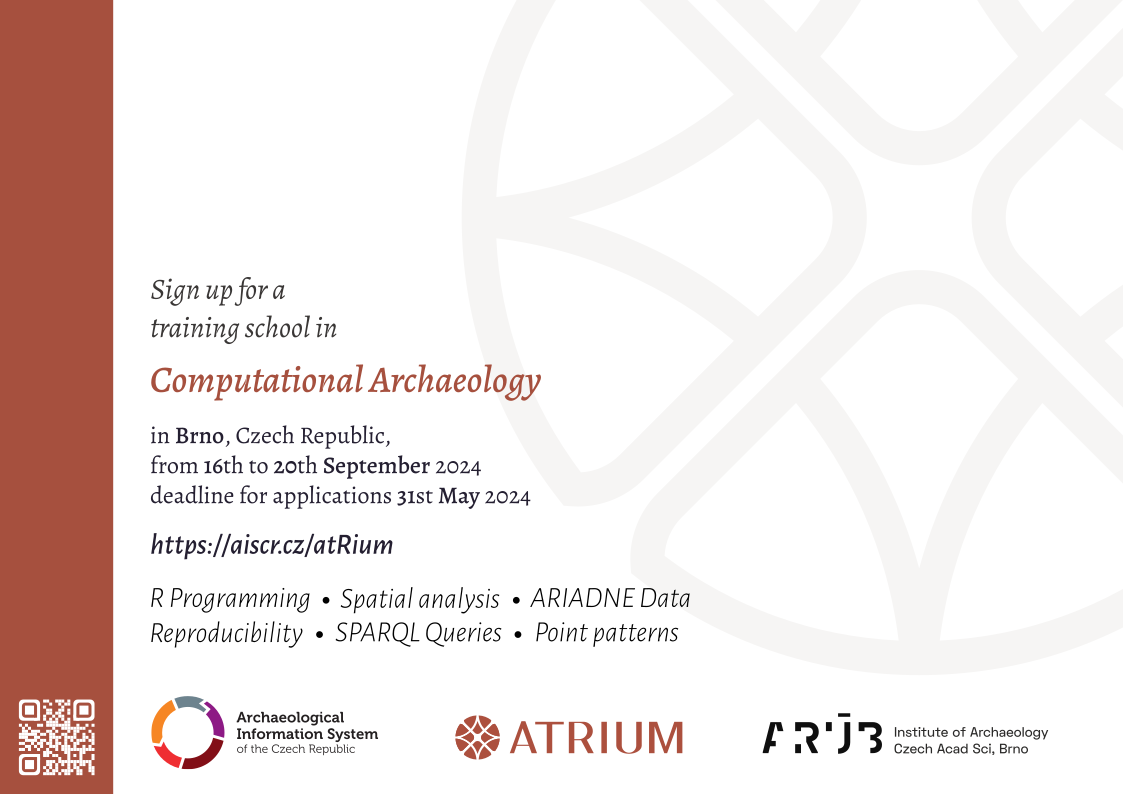 Sign up for a
training school in
Computational Archaeology
in Brno, Czech Republic,
from 16th to 20th September 2024
deadline for applications 31st May 2024
https://aiscr.cz/atRium
R Programming • Spatial analysis • ARIADNE Data
Reproducibility • SPARQL Queries • Point patterns
Archaeological
Information System
of the Czech Republic
ATRIUM
ARÚB
Institute of Archaeology
Czech Acad Sci, Brno